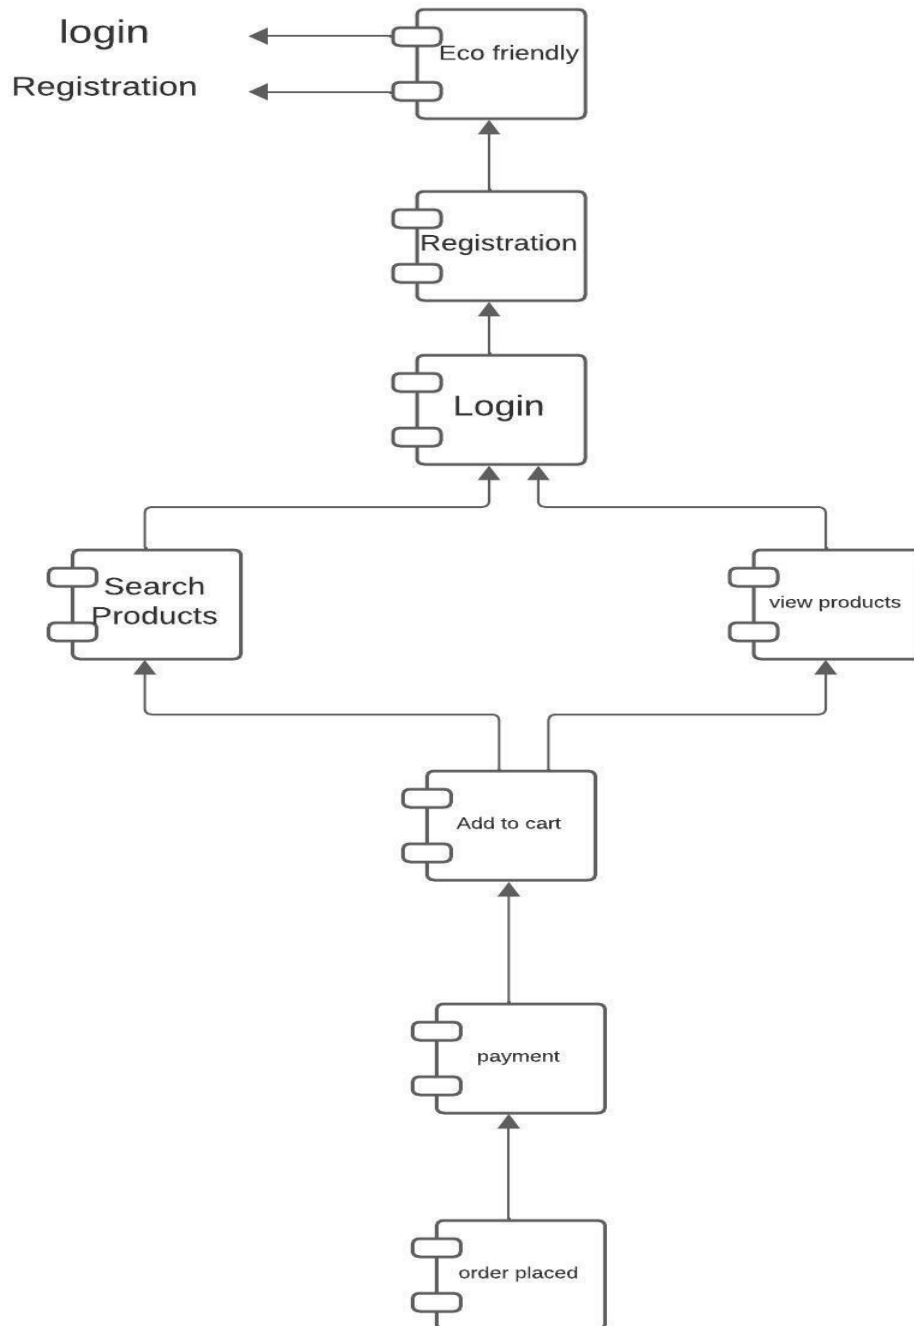 login
Eco friendly
Registration
Registration
Login
Search
Products
view products
Add to cart
payment
order placed